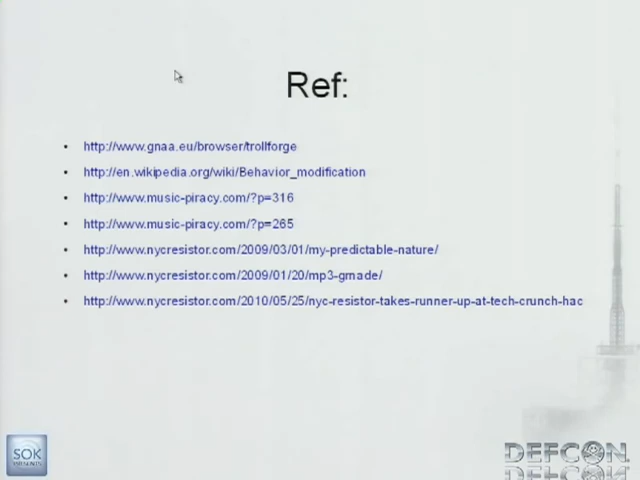 Ref:
• http://www.gnaa.eu/browser/trollforge
• http://en.wikipedia.org/wiki/Behavior_modification
• http://www.music-piracy.com/?p=316
• http://www.music-piracy.com/?p=265
• http://www.nycresistor.com/2009/03/01/my-predictable-nature/
• http://www.nycresistor.com/2009/01/20/mp3-grnade/
• http://www.nycresistor.com/2010/05/25/nyc-resistor-takes-runner-up-at-tech-crunch-hac
SOK
DEFCON